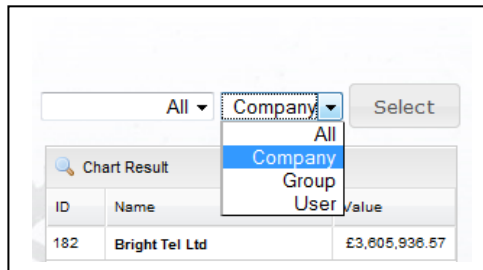 All Company Select
All
Company
Group
User
Chart Result
ID Name Value
182 Bright Tel Ltd £3,605,936.57